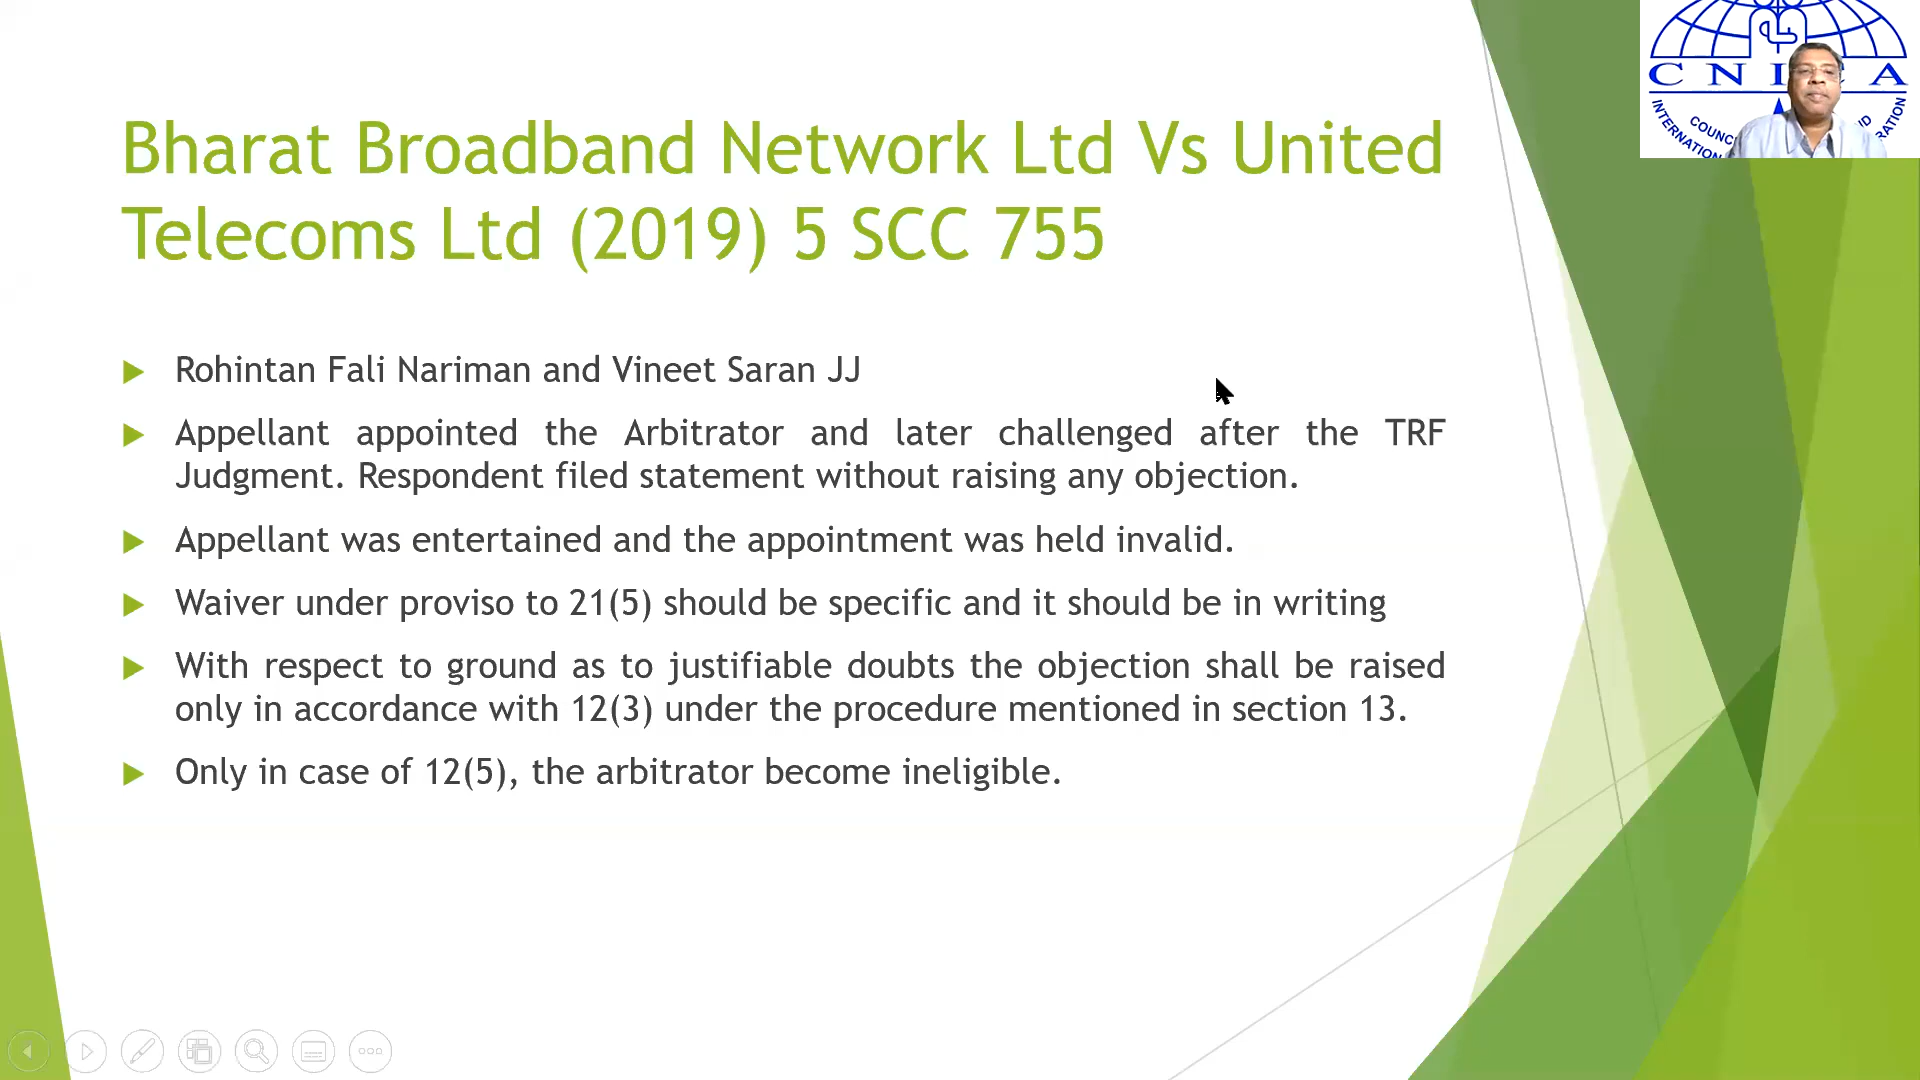 Bharat Broadband Network Ltd Vs United
Telecoms Ltd (2019) 5 SCC 755
Rohintan Fali Nariman and Vineet Saran JJ
Appellant appointed the Arbitrator and later challenged after the TRF
Judgment. Respondent filed statement without raising any objection.
Appellant was entertained and the appointment was held invalid.
Waiver under proviso to 21(5) should be specific and it should be in writing
With respect to ground as to justifiable doubts the objection shall be raised
only in accordance with 12(3) under the procedure mentioned in section 13.
Only in case of 12(5), the arbitrator become ineligible.
C N I A